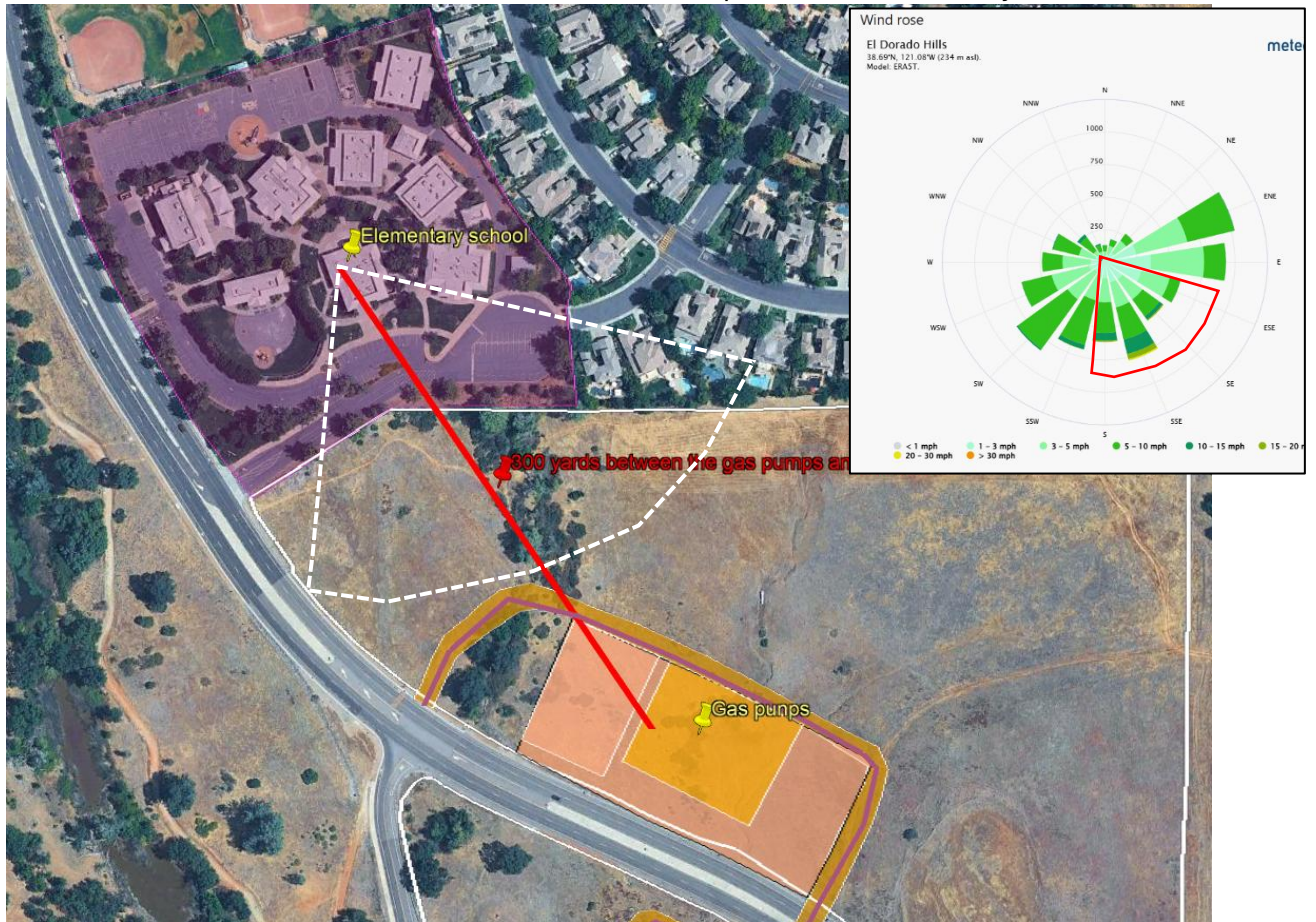 Wind rose
El Dorado Hills
38.69°N, 121.08°W (234 m asl).
Model: ERA5T.
N
NNE
NE
ENE
E
ESE
SE
SSE
S
SSW
SW
WSW
W
WNW
NW
NNW
1000
750
500
250
< 1 mph
1 - 3 mph
3 - 5 mph
5 - 10 mph
10 - 15 mph
15 - 20
20 - 30 mph
> 30 mph
Elementary school
300 yards between the gas pumps an
Gas punps